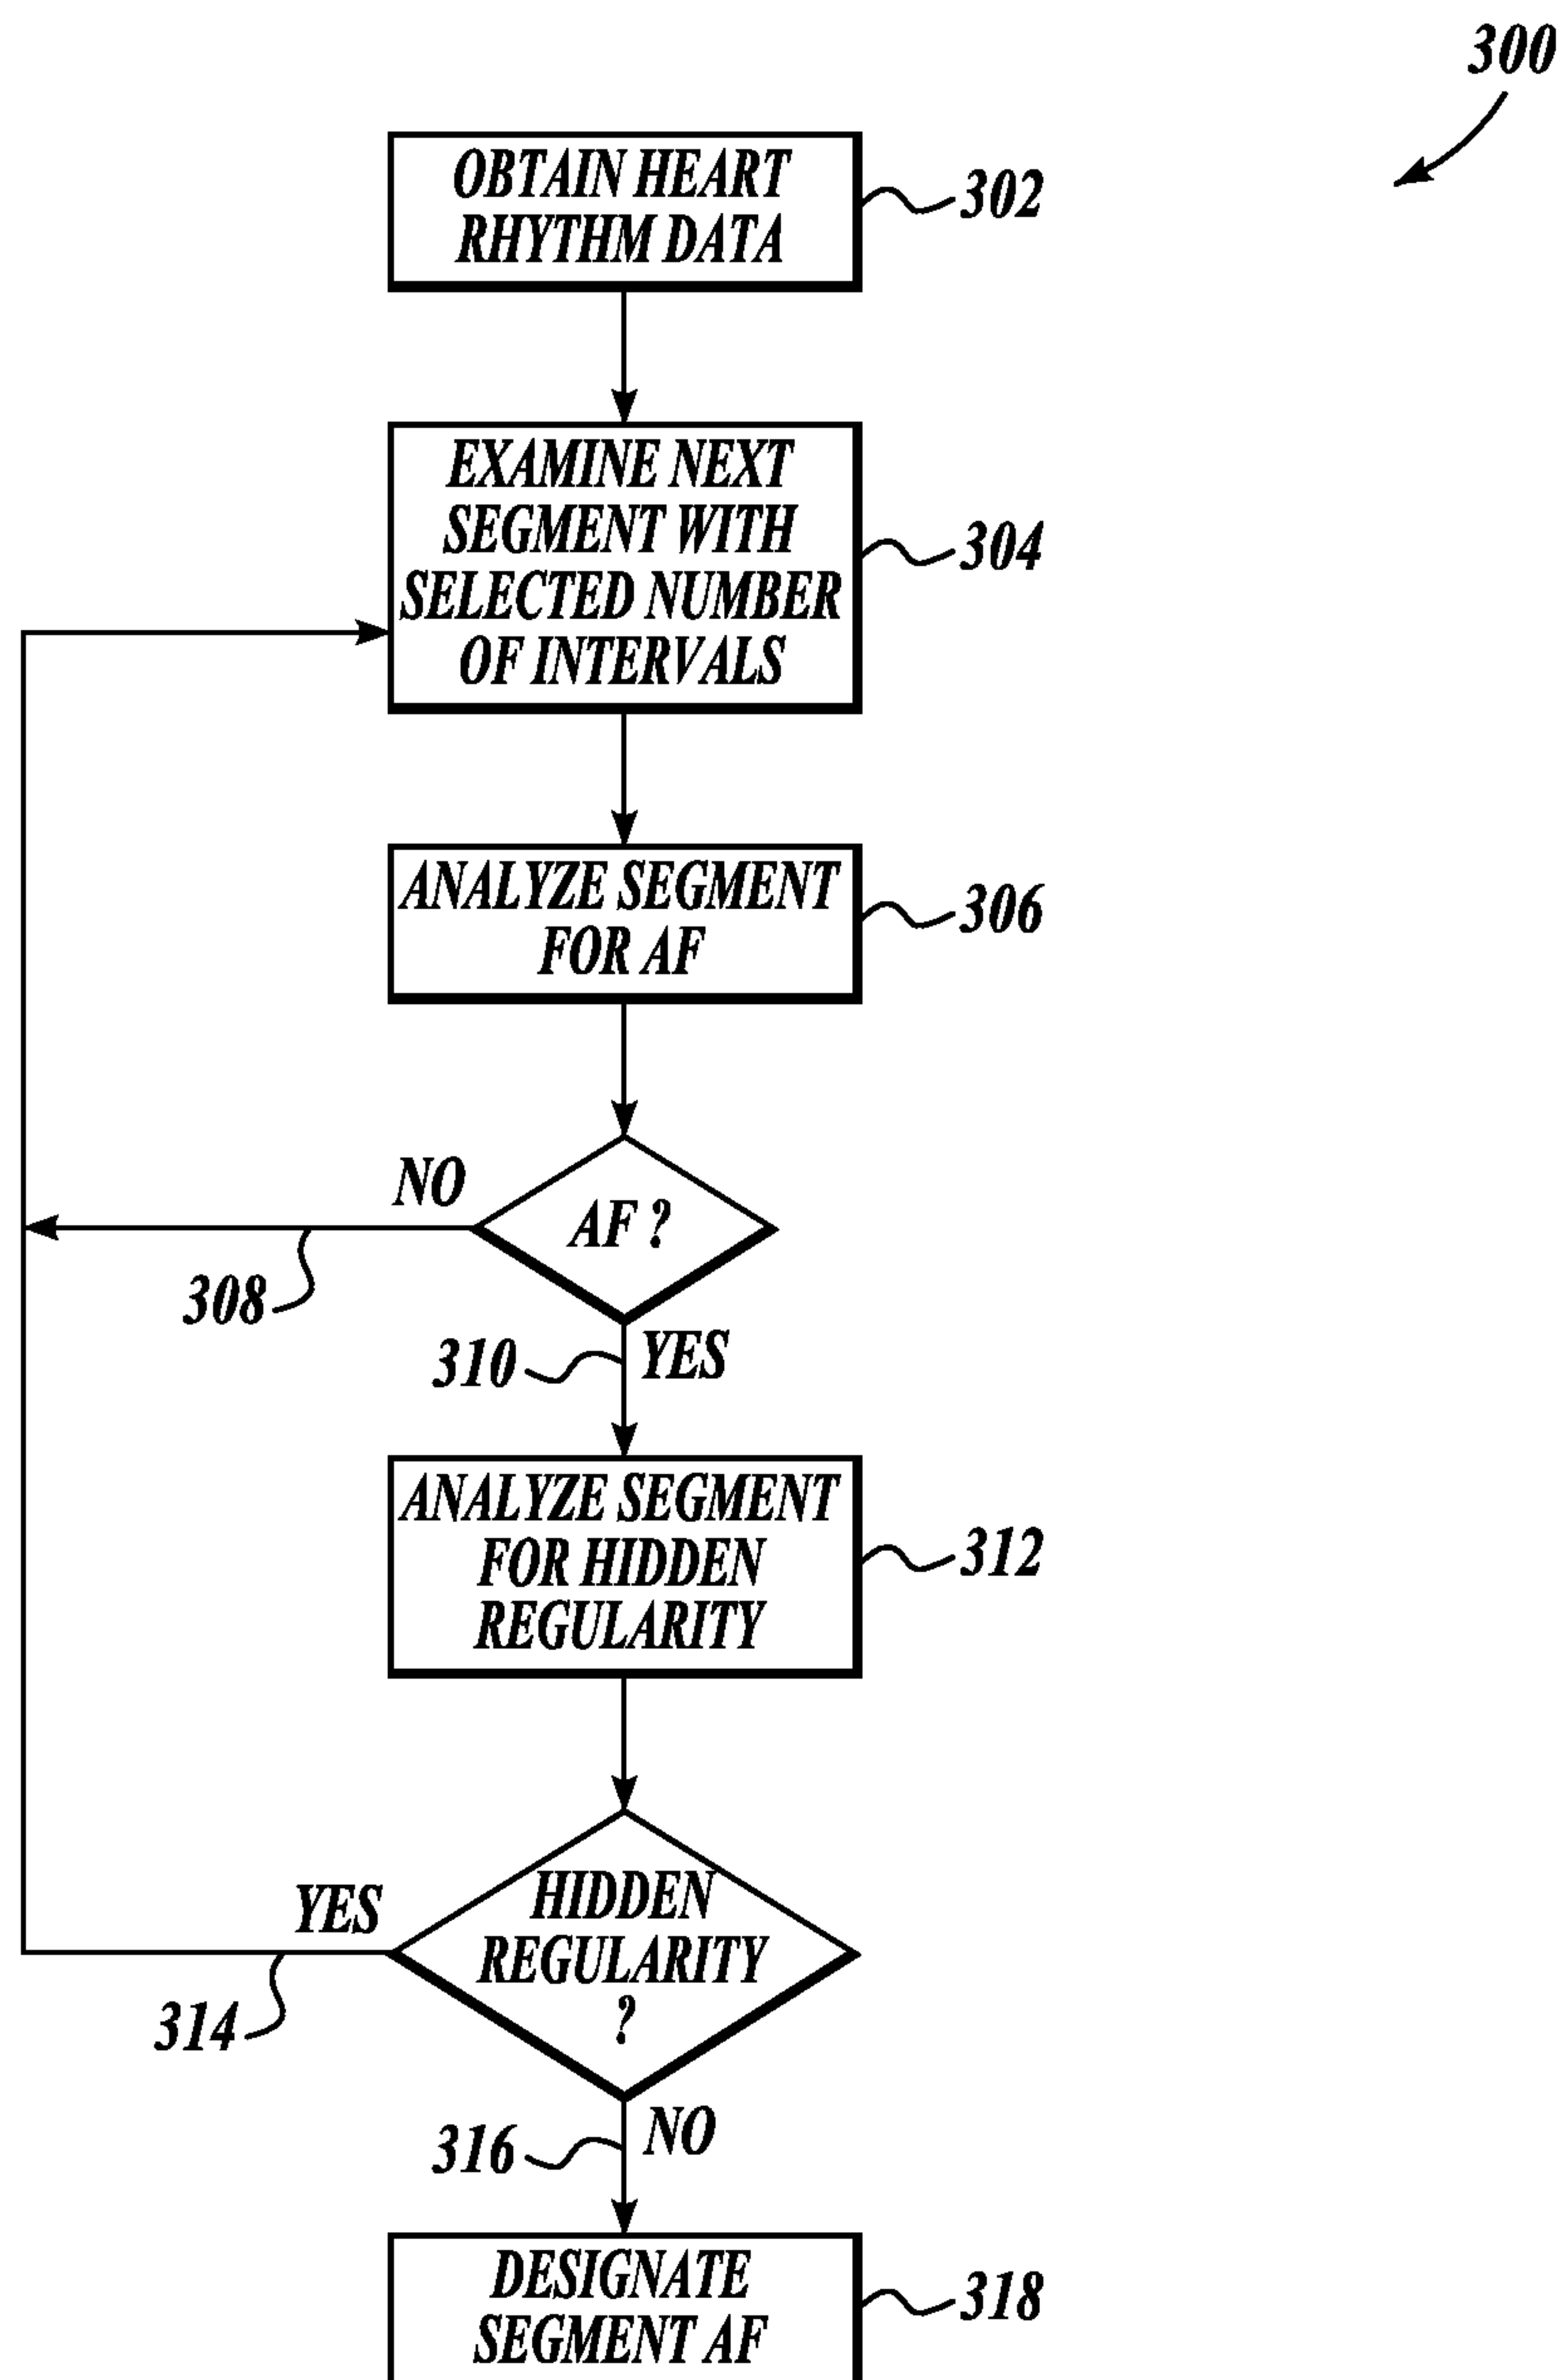 300
OBTAIN HEART
RHYTHM DATA
302
EXAMINE NEXT
SEGMENT WITH
SELECTED NUMBER
OF INTERVALS
304
ANALYZE SEGMENT
FOR AF
306
NO
AF ?
308
310
YES
ANALYZE SEGMENT
FOR HIDDEN
REGULARITY
312
YES
HIDDEN
REGULARITY
?
314
316
NO
DESIGNATE
SEGMENT AF
318